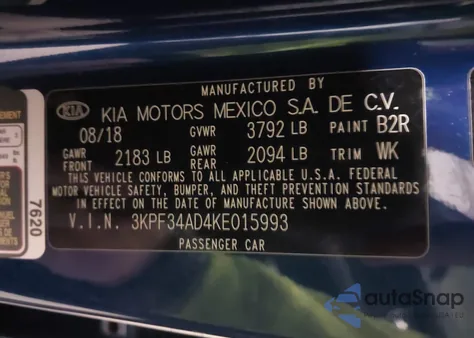 MANUFACTURED BY
KIA KIA MOTORS MEXICO S.A. DE C.V.
08/18 GVWR 3792 LB PAINT B2R
GAWR FRONT 2183 LB GAWR REAR 2094 LB TRIM WK
THIS VEHICLE CONFORMS TO ALL APPLICABLE U.S.A. FEDERAL
MOTOR VEHICLE SAFETY, BUMPER, AND THEFT PREVENTION STANDARDS
IN EFFECT ON THE DATE OF MANUFACTURE SHOWN ABOVE.
V.I.N. 3KPF34AD4KE015993
PASSENGER CAR
7620
autoSnap